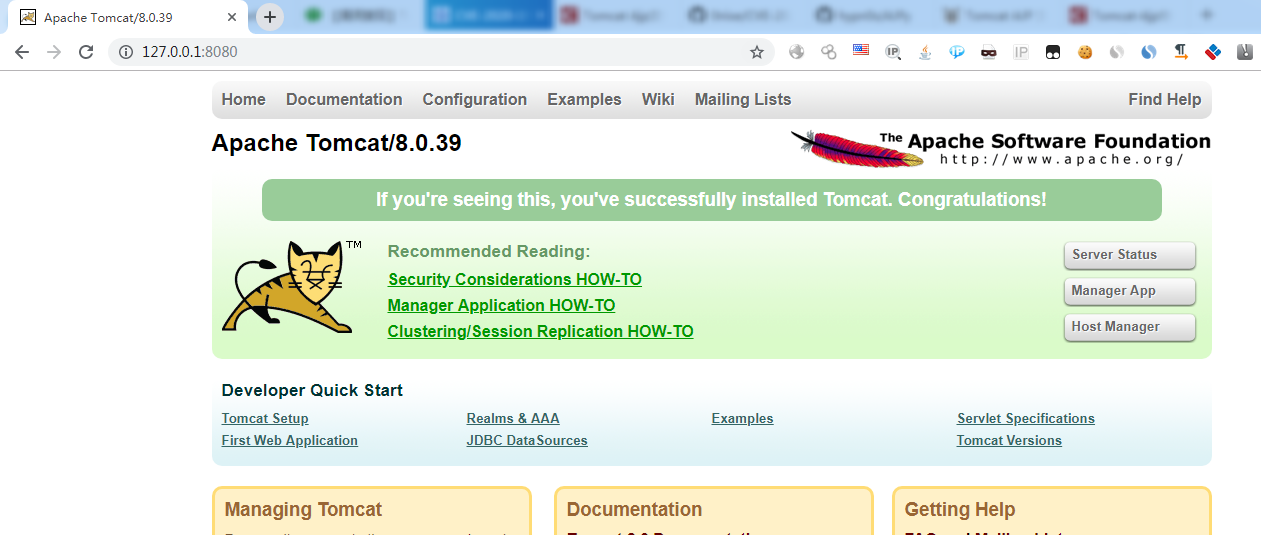 Apache Tomcat/8.0.39
127.0.0.1:8080
Home Documentation Configuration Examples Wiki Mailing Lists Find Help
Apache Tomcat/8.0.39
The Apache Software Foundation
http://www.apache.org/
If you're seeing this, you've successfully installed Tomcat. Congratulations!
TM
Recommended Reading:
Security Considerations HOW-TO
Manager Application HOW-TO
Clustering/Session Replication HOW-TO
Server Status
Manager App
Host Manager
Developer Quick Start
Tomcat Setup
First Web Application
Realms & AAA
JDBC DataSources
Examples
Servlet Specifications
Tomcat Versions
Managing Tomcat
Documentation
Getting Help